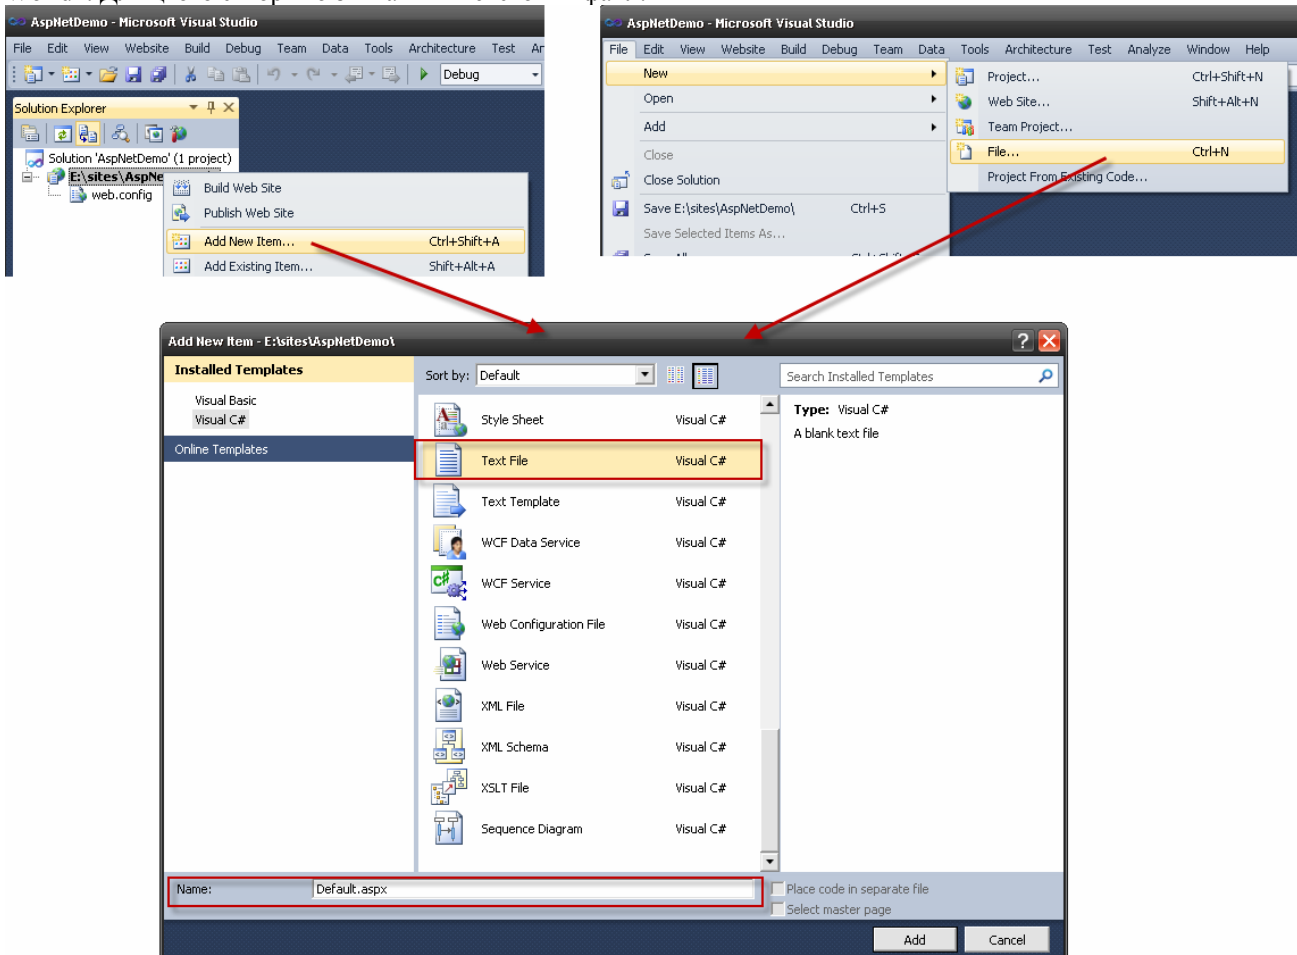 AspNetDemo - Microsoft Visual Studio
File Edit View Website Build Debug Team Data Tools Architecture Test
Debug
Solution Explorer
Solution 'AspNetDemo' (1 project)
E:\sites\AspNe
web.config
Build Web Site
Publish Web Site
Add New Item... Ctrl+Shift+A
Add Existing Item... Shift+Alt+A
AspNetDemo - Microsoft Visual Studio
File Edit View Website Build Debug Team Data Tools Architecture Test Analyze Window Help
New
Open
Add
Close
Close Solution
Save E:\sites\AspNetDemo\ Ctrl+S
Save Selected Items As...
Project... Ctrl+Shift+N
Web Site... Shift+Alt+N
Team Project...
File... Ctrl+N
Project From Existing Code...
Add New Item - E:\sites\AspNetDemo\
Installed Templates
Visual Basic
Visual C#
Online Templates
Sort by: Default
Search Installed Templates
Style Sheet Visual C#
Text File Visual C#
Text Template Visual C#
WCF Data Service Visual C#
WCF Service Visual C#
Web Configuration File Visual C#
Web Service Visual C#
XML File Visual C#
XML Schema Visual C#
XSLT File Visual C#
Sequence Diagram Visual C#
Type: Visual C#
A blank text file
Name: Default.aspx
Place code in separate file
Select master page
Add Cancel